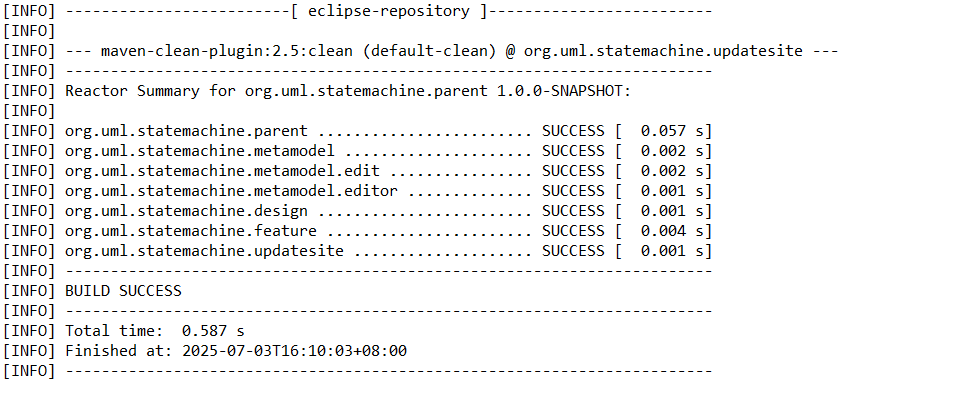 [INFO] -------------------------[ eclipse-repository ]-------------------------
[INFO]
[INFO] --- maven-clean-plugin:2.5:clean (default-clean) @ org.uml.statemachine.updatesite ---
[INFO] ------------------------------------------------------------------------
[INFO] Reactor Summary for org.uml.statemachine.parent 1.0.0-SNAPSHOT:
[INFO]
[INFO] org.uml.statemachine.parent ........................ SUCCESS [  0.057 s]
[INFO] org.uml.statemachine.metamodel ..................... SUCCESS [  0.002 s]
[INFO] org.uml.statemachine.metamodel.edit ................ SUCCESS [  0.002 s]
[INFO] org.uml.statemachine.metamodel.editor .............. SUCCESS [  0.001 s]
[INFO] org.uml.statemachine.design ........................ SUCCESS [  0.001 s]
[INFO] org.uml.statemachine.feature ....................... SUCCESS [  0.004 s]
[INFO] org.uml.statemachine.updatesite .................... SUCCESS [  0.001 s]
[INFO] ------------------------------------------------------------------------
[INFO] BUILD SUCCESS
[INFO] ------------------------------------------------------------------------
[INFO] Total time:  0.587 s
[INFO] Finished at: 2025-07-03T16:10:03+08:00
[INFO] ------------------------------------------------------------------------